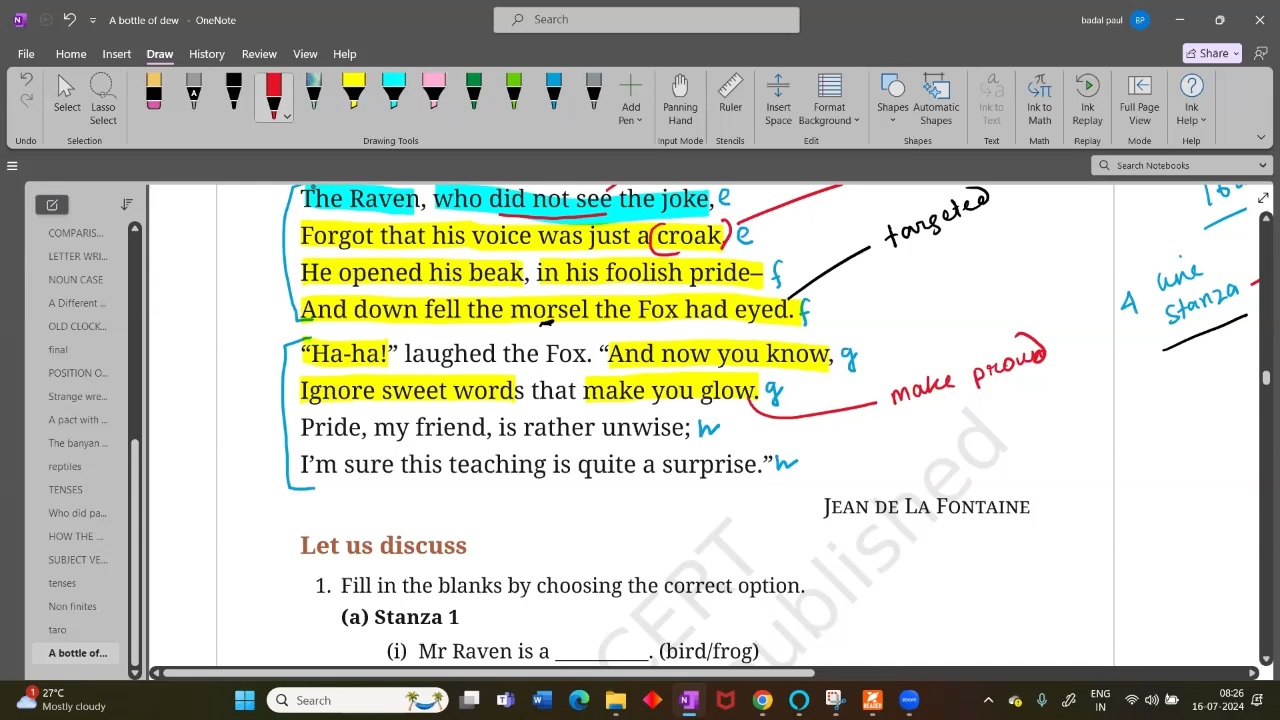 A bottle of dew - OneNote
Search
badal paul
BP
File Home Insert Draw History Review View Help
Share
Undo
Select
Lasso Select
A
Add Pen
Panning Hand
Ruler
Insert Space
Format Background
Shapes
Automatic Shapes
Ink to Text
Ink to Math
Ink Replay
Full Page View
Ink Help
Undo
Selection
Drawing Tools
Input Mode
Stencils
Edit
Shapes
Text
Math
Replay
Mode
Help
Search Notebooks
COMPARIS...
LETTER WRI...
NOUN CASE
A Different ...
OLD CLOCK...
final
POSITION O...
Strange wre...
A pact with ...
The banyan ...
reptiles
TENSES
Who did pa...
HOW THE ...
SUBJECT VE...
tenses
Non finites
taro
A bottle of...
The Raven, who did not see the joke, e
Forgot that his voice was just a croak, e
He opened his beak, in his foolish pride– f
And down fell the morsel the Fox had eyed. f
targeted
4 line
stanza
“Ha-ha!” laughed the Fox. “And now you know, g
Ignore sweet words that make you glow. g
make proud
Pride, my friend, is rather unwise; h
I’m sure this teaching is quite a surprise.” h
JEAN DE LA FONTAINE
Let us discuss
1. Fill in the blanks by choosing the correct option.
(a) Stanza 1
(i) Mr Raven is a _________. (bird/frog)
ublished
1
27°C
Mostly cloudy
Search
READER
zoom
ENG
IN
08:26
16-07-2024